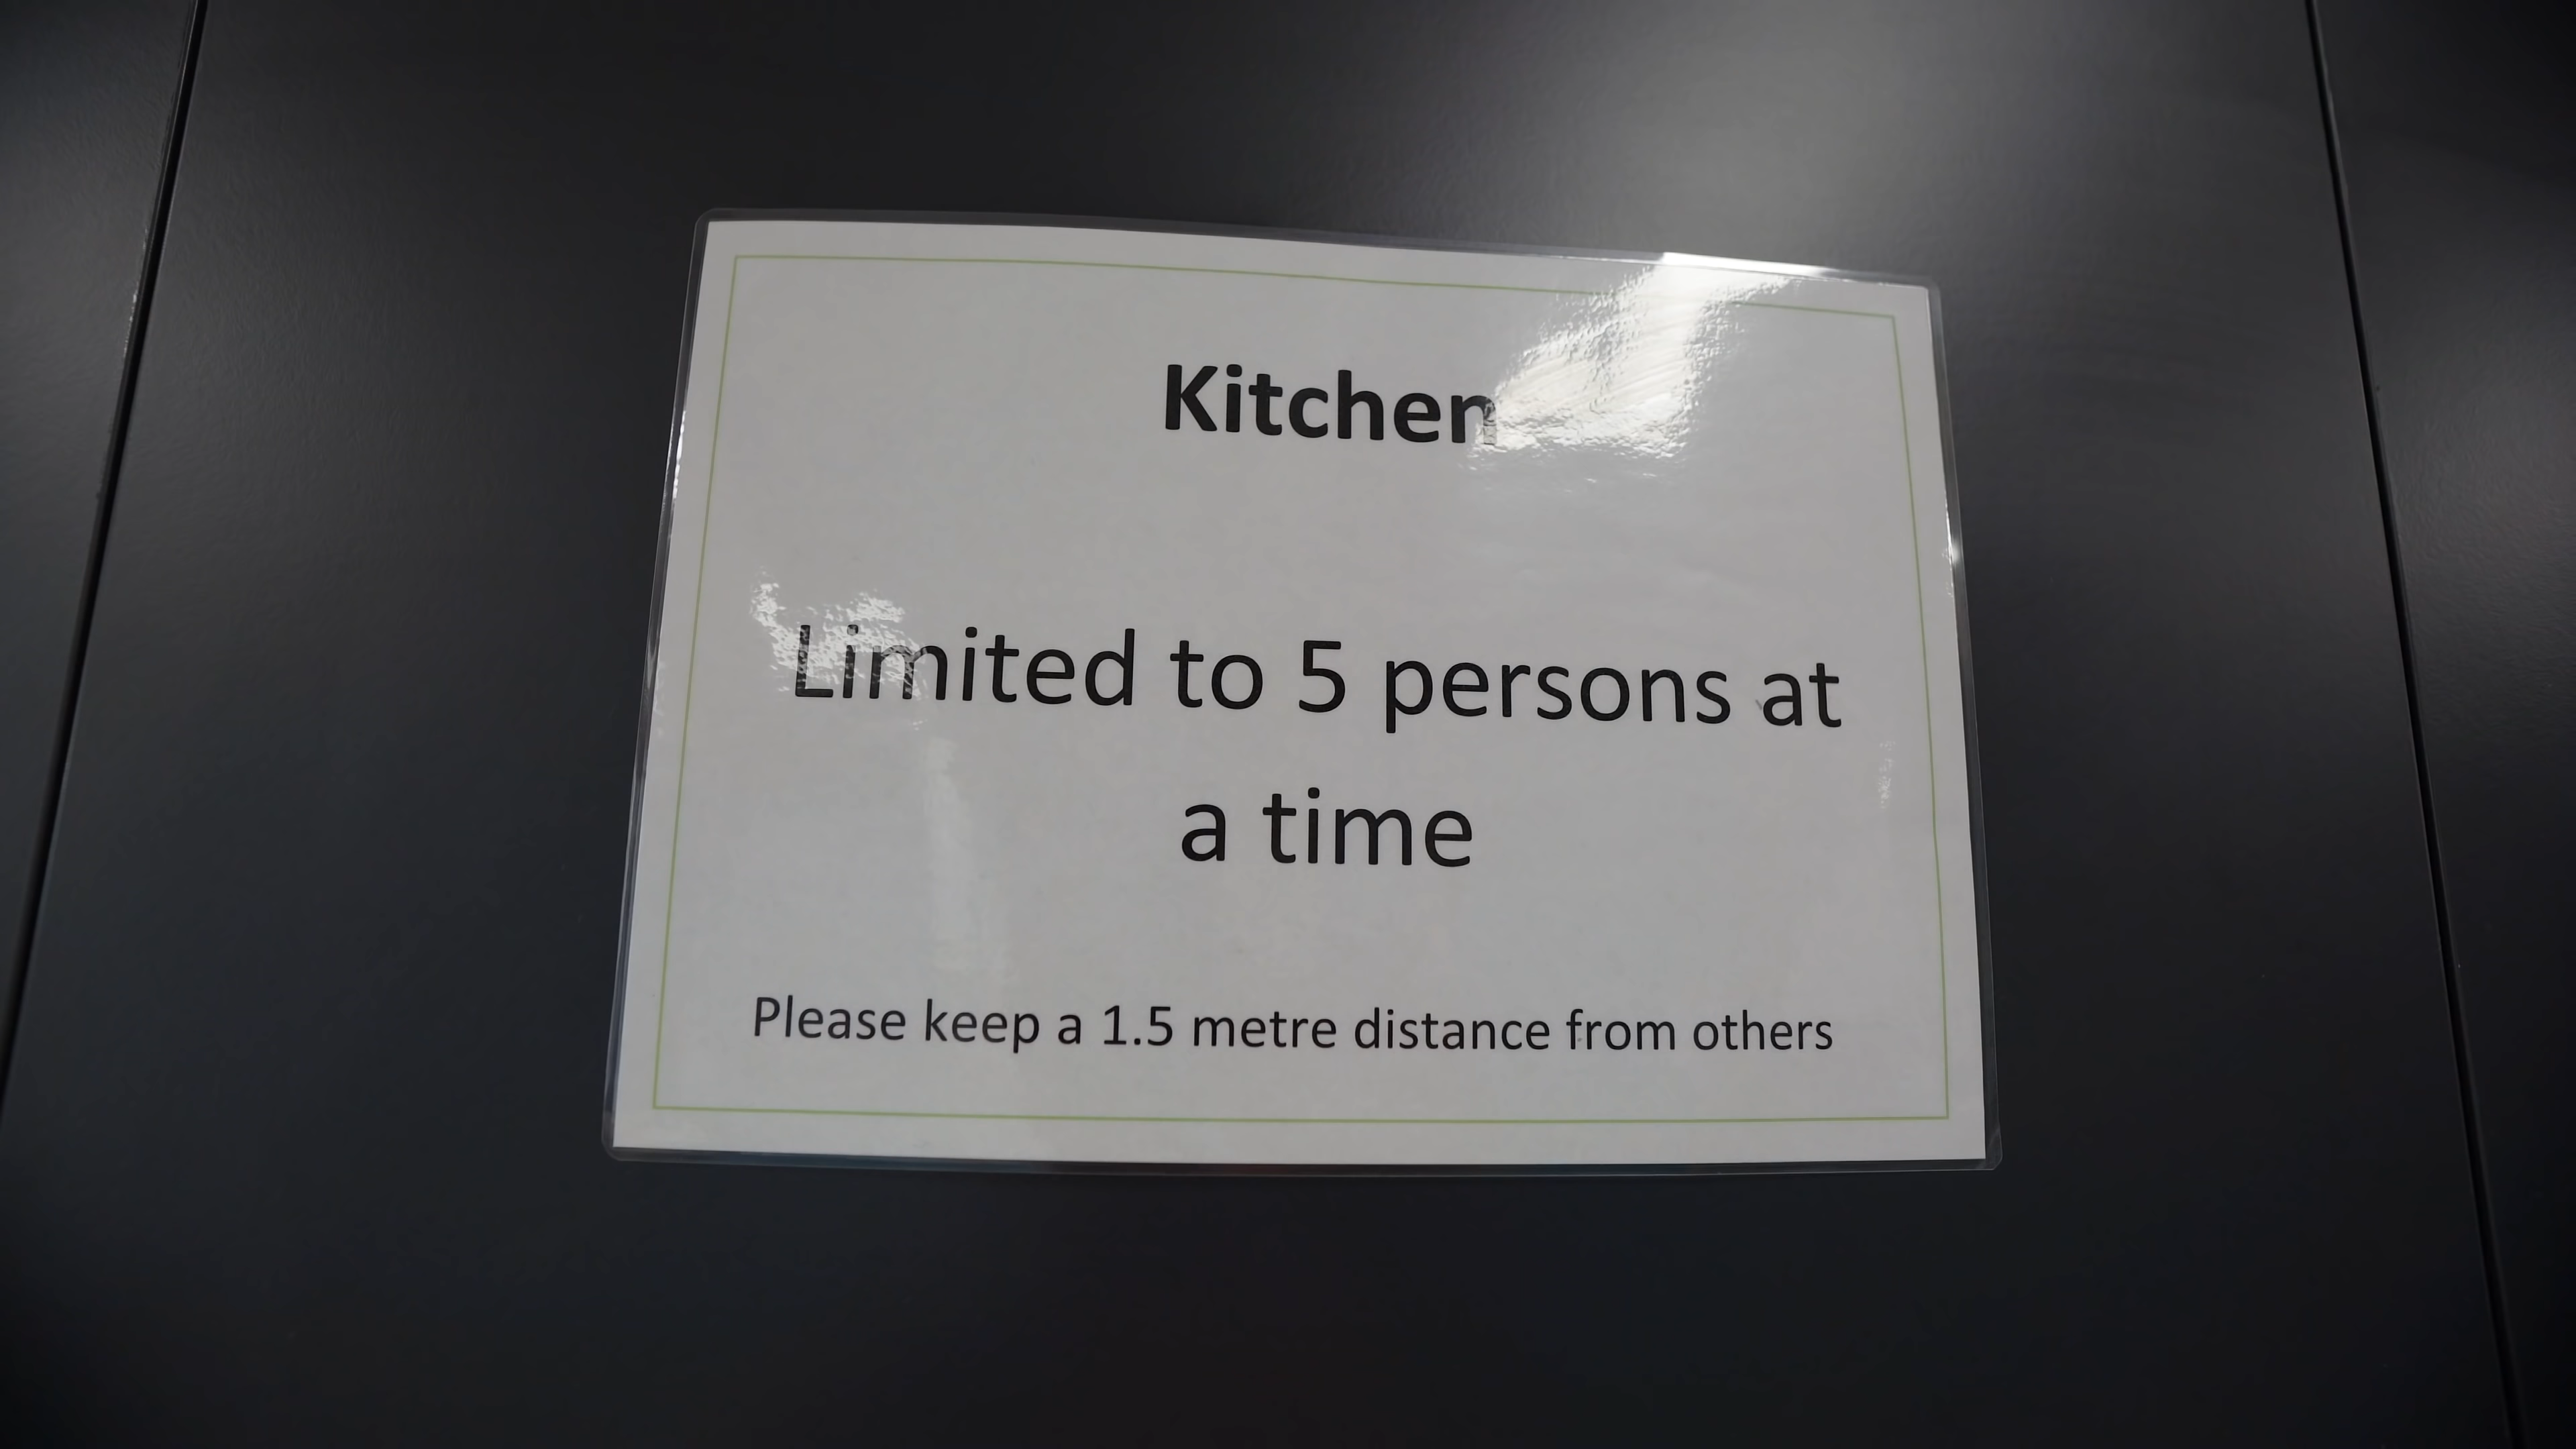 Kitchen
Limited to 5 persons at
a time
Please keep a 1.5 metre distance from others